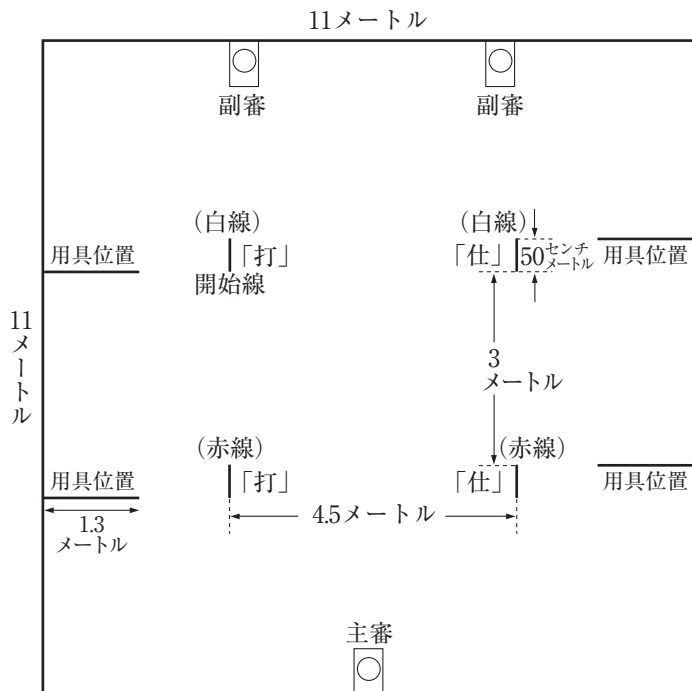 11メートル
副審
副審
(白線)
(白線)
用具位置
「打」
「仕」
50センチメートル
用具位置
開始線
11メートル
3メートル
(赤線)
(赤線)
用具位置
「打」
「仕」
用具位置
1.3メートル
4.5メートル
主審